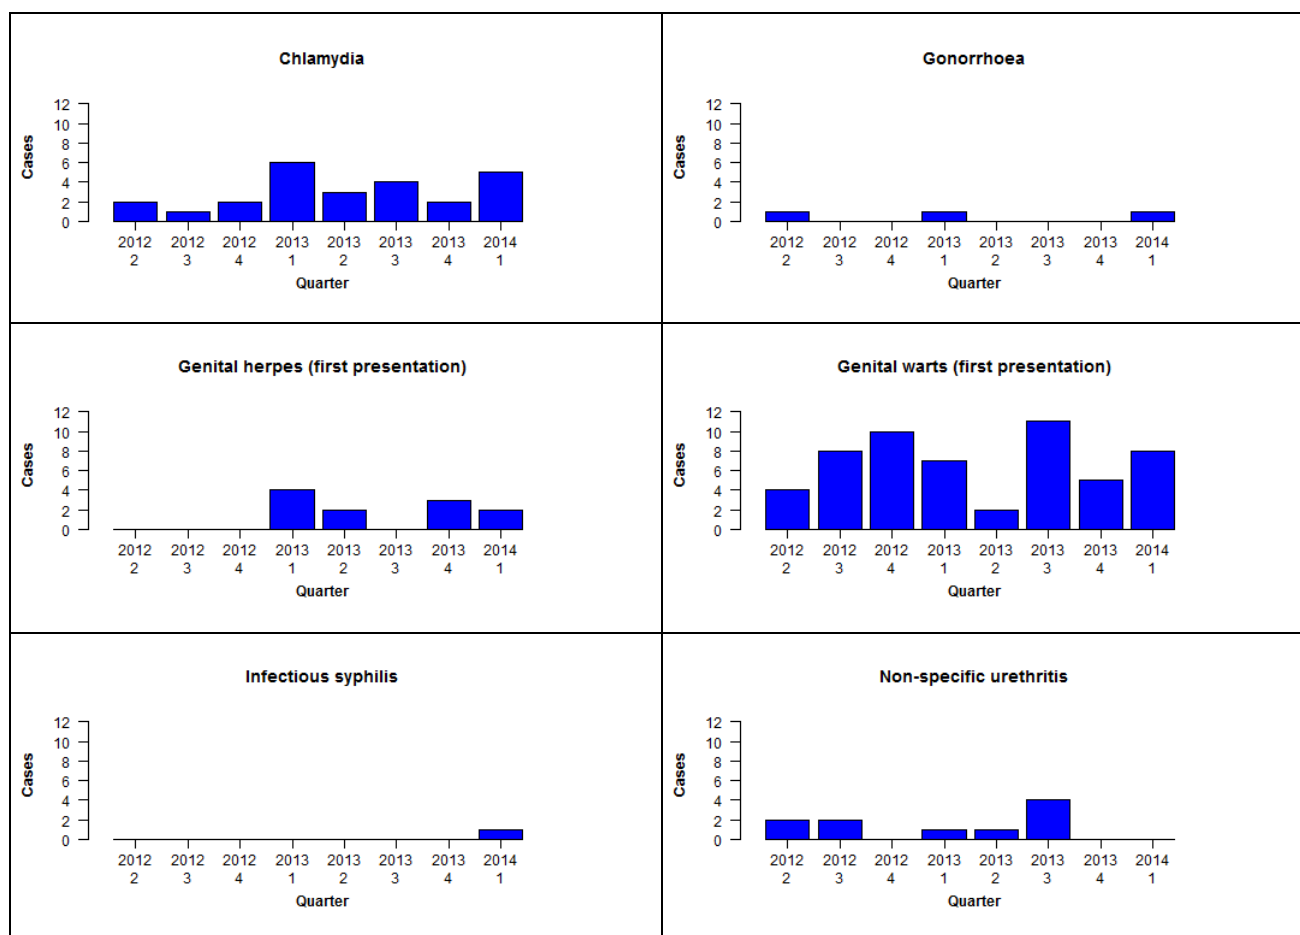 Chlamydia
Cases
12
10
8
6
4
2
0
2012 2012 2012 2013 2013 2013 2013 2014
2 3 4 1 2 3 4 1
Quarter
Gonorrhoea
Cases
12
10
8
6
4
2
0
2012 2012 2012 2013 2013 2013 2013 2014
2 3 4 1 2 3 4 1
Quarter
Genital herpes (first presentation)
Cases
12
10
8
6
4
2
0
2012 2012 2012 2013 2013 2013 2013 2014
2 3 4 1 2 3 4 1
Quarter
Genital warts (first presentation)
Cases
12
10
8
6
4
2
0
2012 2012 2012 2013 2013 2013 2013 2014
2 3 4 1 2 3 4 1
Quarter
Infectious syphilis
Cases
12
10
8
6
4
2
0
2012 2012 2012 2013 2013 2013 2013 2014
2 3 4 1 2 3 4 1
Quarter
Non-specific urethritis
Cases
12
10
8
6
4
2
0
2012 2012 2012 2013 2013 2013 2013 2014
2 3 4 1 2 3 4 1
Quarter